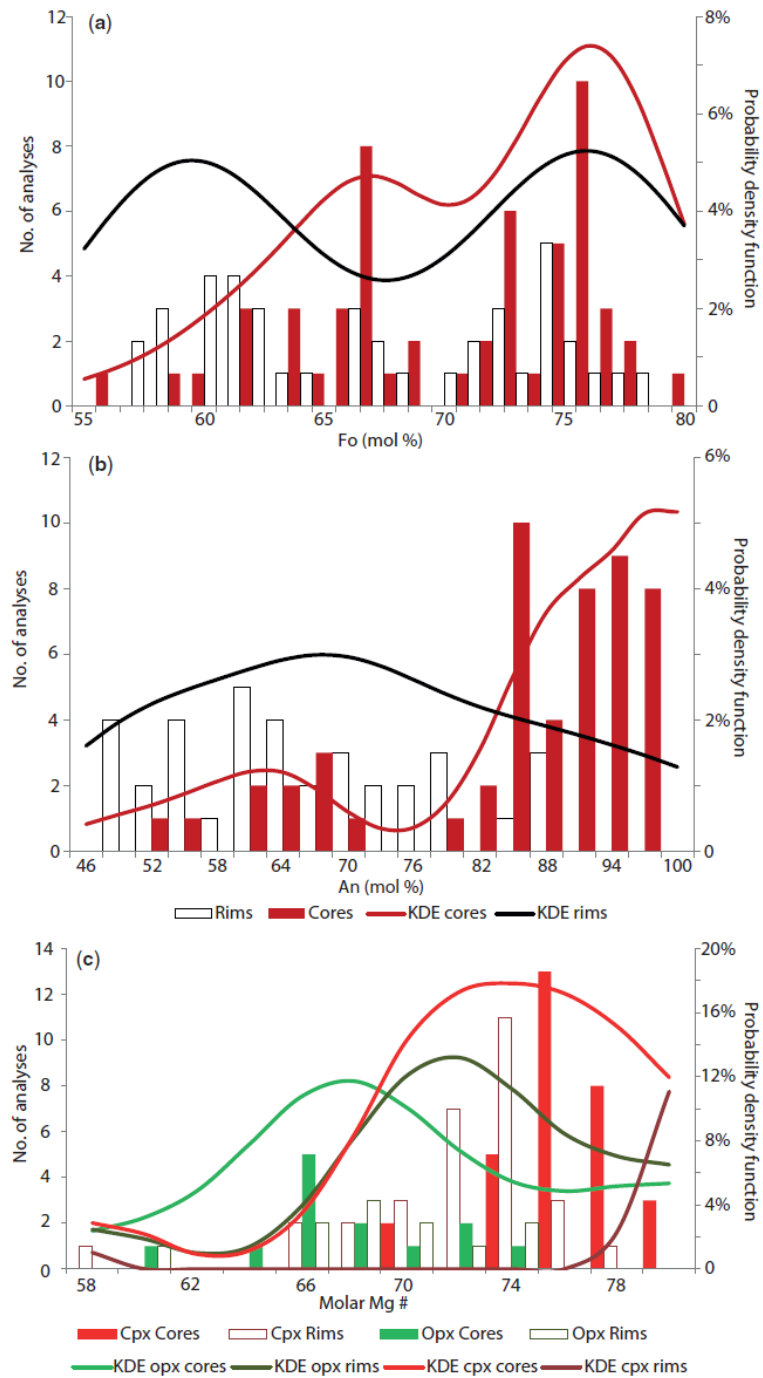 (a)
12
10
8
6
4
2
0
No. of analyses
8%
6%
4%
2%
0
Probability density function
55 60 65 70 75 80
Fo (mol %)
(b)
12
10
8
6
4
2
0
No. of analyses
6%
4%
2%
0
Probability density function
46 52 58 64 70 76 82 88 94 100
An (mol %)
Rims Cores KDE cores KDE rims
(c)
14
12
10
8
6
4
2
0
No. of analyses
20%
16%
12%
8%
4%
0
Probability density function
58 62 66 70 74 78
Molar Mg #
Cpx Cores Cpx Rims Opx Cores Opx Rims
KDE opx cores KDE opx rims KDE cpx cores KDE cpx rims